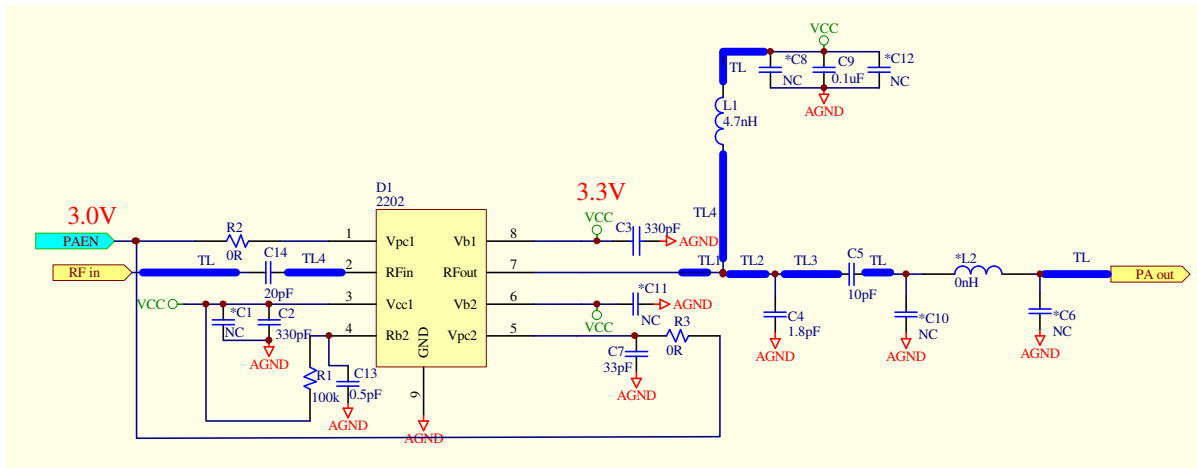 VCC
TL
*C8
NC
C9
0.1uF
*C12
NC
AGND
L1
4.7nH
TL4
D1
2202
3.3V
3.0V
PAEN
R2
0R
1
Vpc1
Vb1
8
VCC
C3
330pF
AGND
RF in
TL
C14
20pF
TL4
2
RFin
RFout
7
TL1
TL2
TL3
C5
10pF
TL
*L2
0nH
TL
PA out
VCC
*C1
NC
C2
330pF
AGND
3
Vcc1
Vb2
6
VCC
*C11
NC
AGND
C4
1.8pF
AGND
*C10
NC
AGND
*C6
NC
AGND
4
Rb2
GND
9
Vpc2
5
R3
0R
C7
33pF
AGND
R1
100k
C13
0.5pF
AGND
AGND